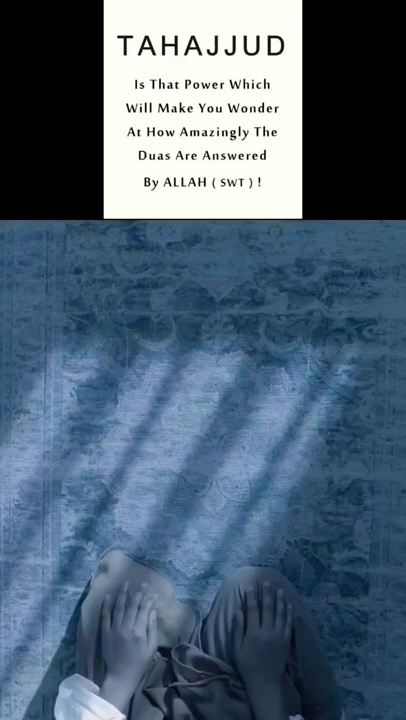 TAHAJJUD
Is That Power Which
Will Make You Wonder
At How Amazingly The
Duas Are Answered
By ALLAH ( SWT ) !